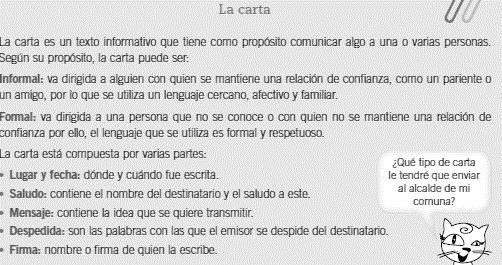 La carta
La carta es un texto informativo que tiene como propósito comunicar algo a una o varias personas.
Según su propósito, la carta puede ser:
Informal: va dirigida a alguien con quien se mantiene una relación de confianza, como un pariente o
un amigo, por lo que se utiliza un lenguaje cercano, afectivo y familiar.
Formal: va dirigida a una persona que no se conoce o con quien no se mantiene una relación de
confianza por ello, el lenguaje que se utiliza es formal y respetuoso.
La carta está compuesta por varias partes:
• Lugar y fecha: dónde y cuándo fue escrita.
• Saludo: contiene el nombre del destinatario y el saludo a este.
• Mensaje: contiene la idea que se quiere transmitir.
• Despedida: son las palabras con las que el emisor se despide del destinatario.
• Firma: nombre o firma de quien la escribe.
¿Qué tipo de carta
le tendré que enviar
al alcalde de mi
comuna?